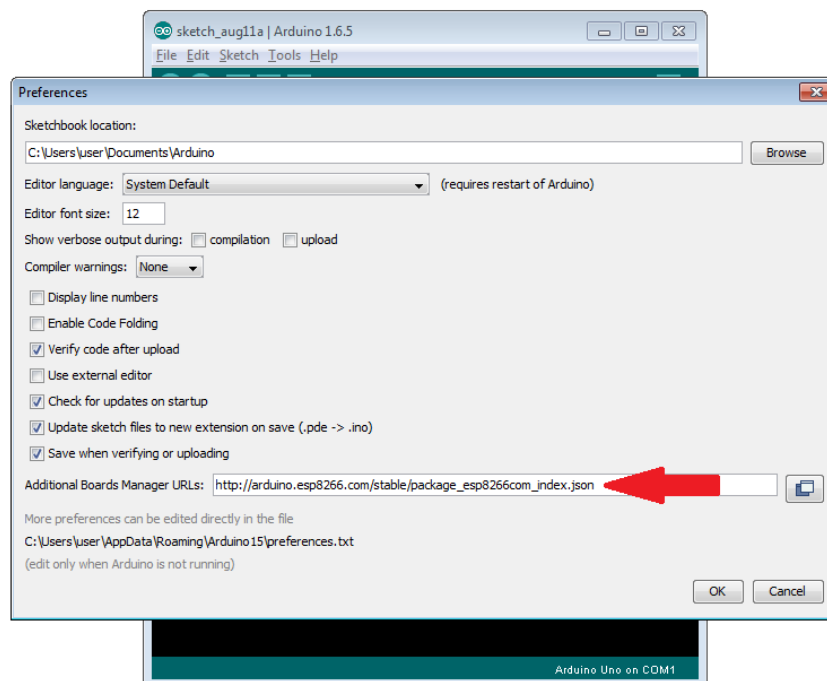 sketch_aug11a | Arduino 1.6.5
File Edit Sketch Tools Help
Preferences
Sketchbook location:
C:\Users\user\Documents\Arduino Browse
Editor language: System Default (requires restart of Arduino)
Editor font size: 12
Show verbose output during: compilation upload
Compiler warnings: None
Display line numbers
Enable Code Folding
Verify code after upload
Use external editor
Check for updates on startup
Update sketch files to new extension on save (.pde -> .ino)
Save when verifying or uploading
Additional Boards Manager URLs: http://arduino.esp8266.com/stable/package_esp8266com_index.json
More preferences can be edited directly in the file
C:\Users\user\AppData\Roaming\Arduino15\preferences.txt
(edit only when Arduino is not running)
OK Cancel
Arduino Uno on COM1